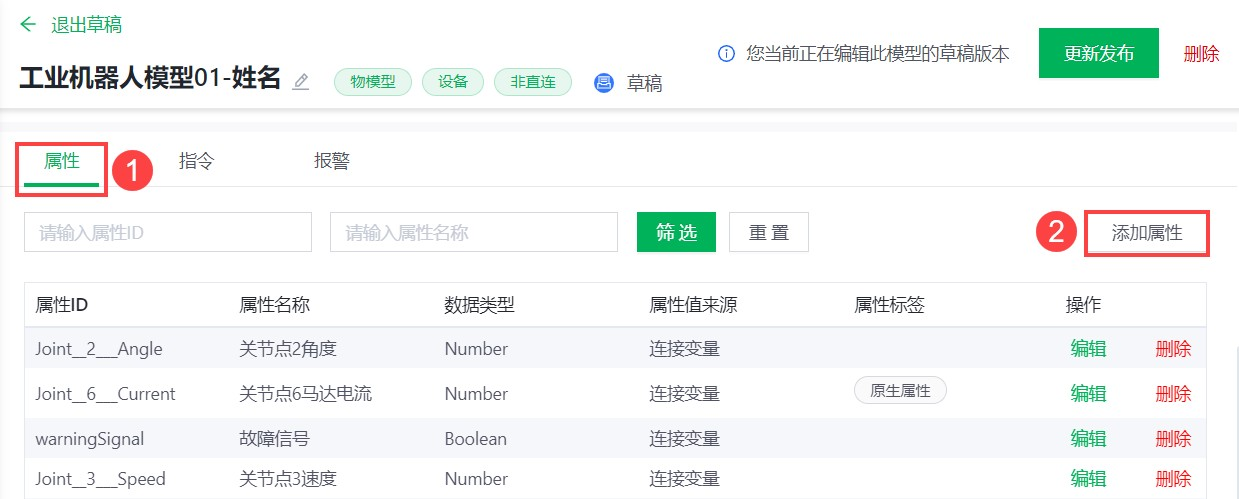 退出草稿
工业机器人模型01-姓名 物模型 设备 非直连 草稿 您当前正在编辑此模型的草稿版本 更新发布 删除
属性 1 指令 报警
请输入属性ID 请输入属性名称 筛选 重置 2 添加属性
属性ID 属性名称 数据类型 属性值来源 属性标签 操作
Joint__2___Angle 关节点2角度 Number 连接变量 编辑 删除
Joint__6___Current 关节点6马达电流 Number 连接变量 原生属性 编辑 删除
warningSignal 故障信号 Boolean 连接变量 编辑 删除
Joint__3___Speed 关节点3速度 Number 连接变量 编辑 删除